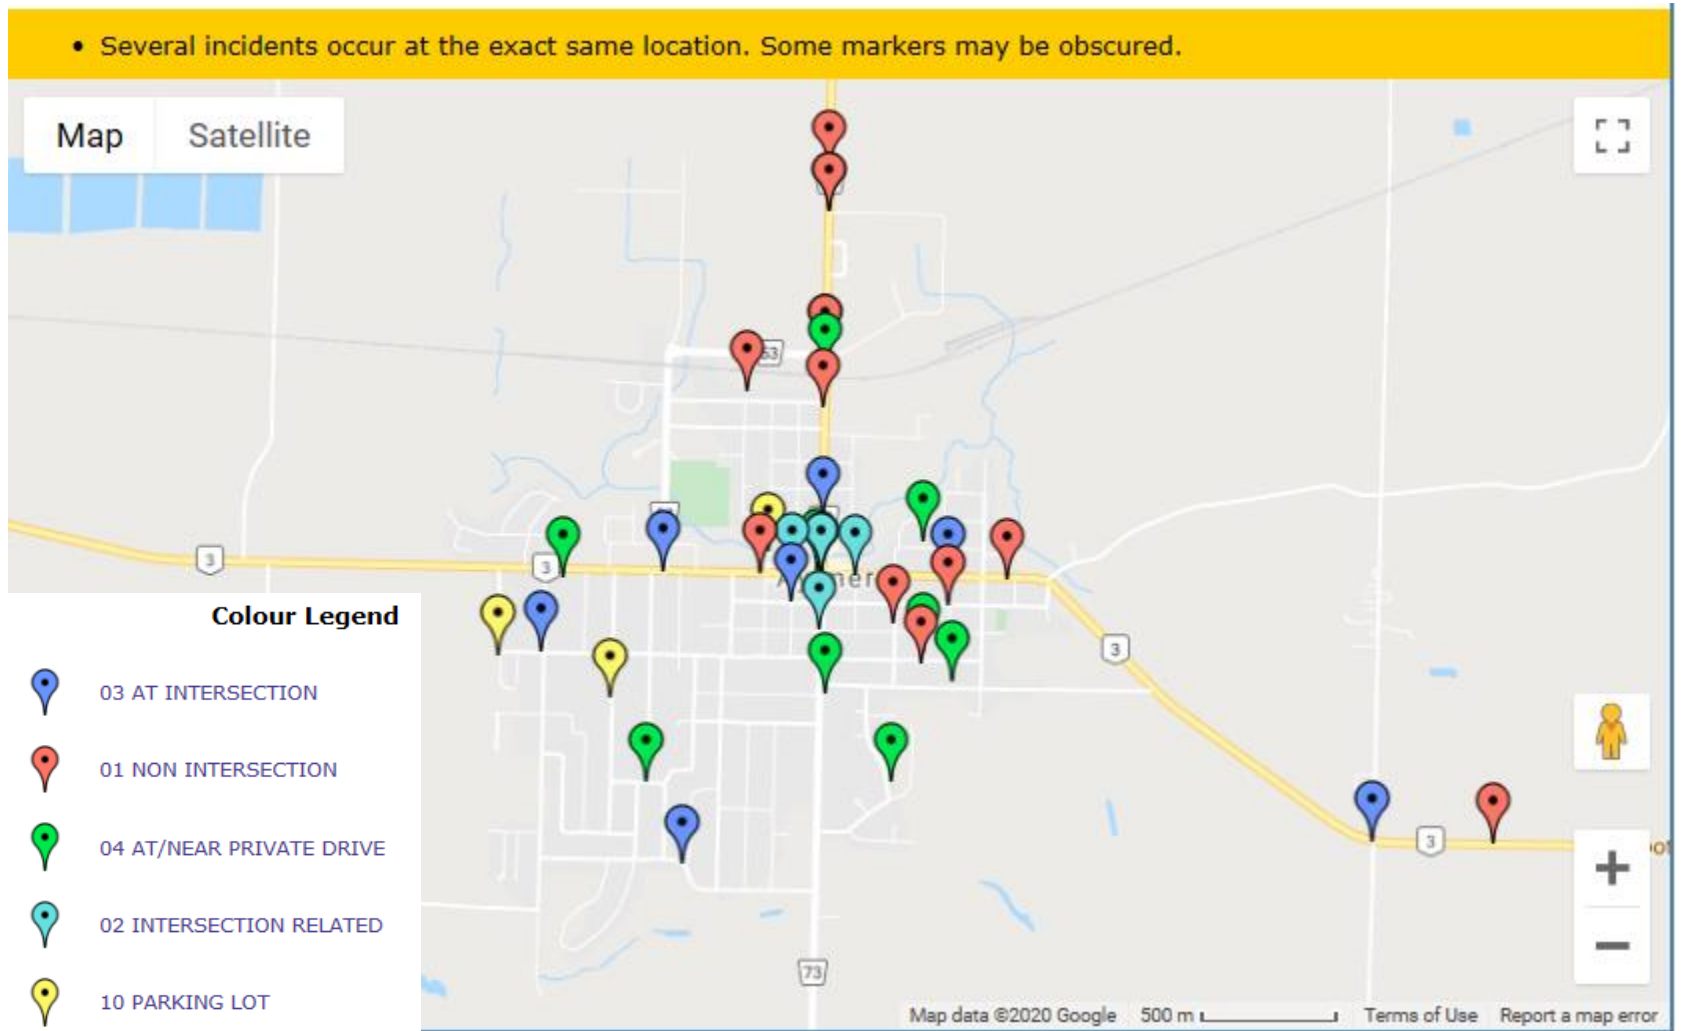 • Several incidents occur at the exact same location. Some markers may be obscured.
Map Satellite
3
3
3
3
73
Colour Legend
03 AT INTERSECTION
01 NON INTERSECTION
04 AT/NEAR PRIVATE DRIVE
02 INTERSECTION RELATED
10 PARKING LOT
+
−
Map data ©2020 Google 500 m Terms of Use Report a map error